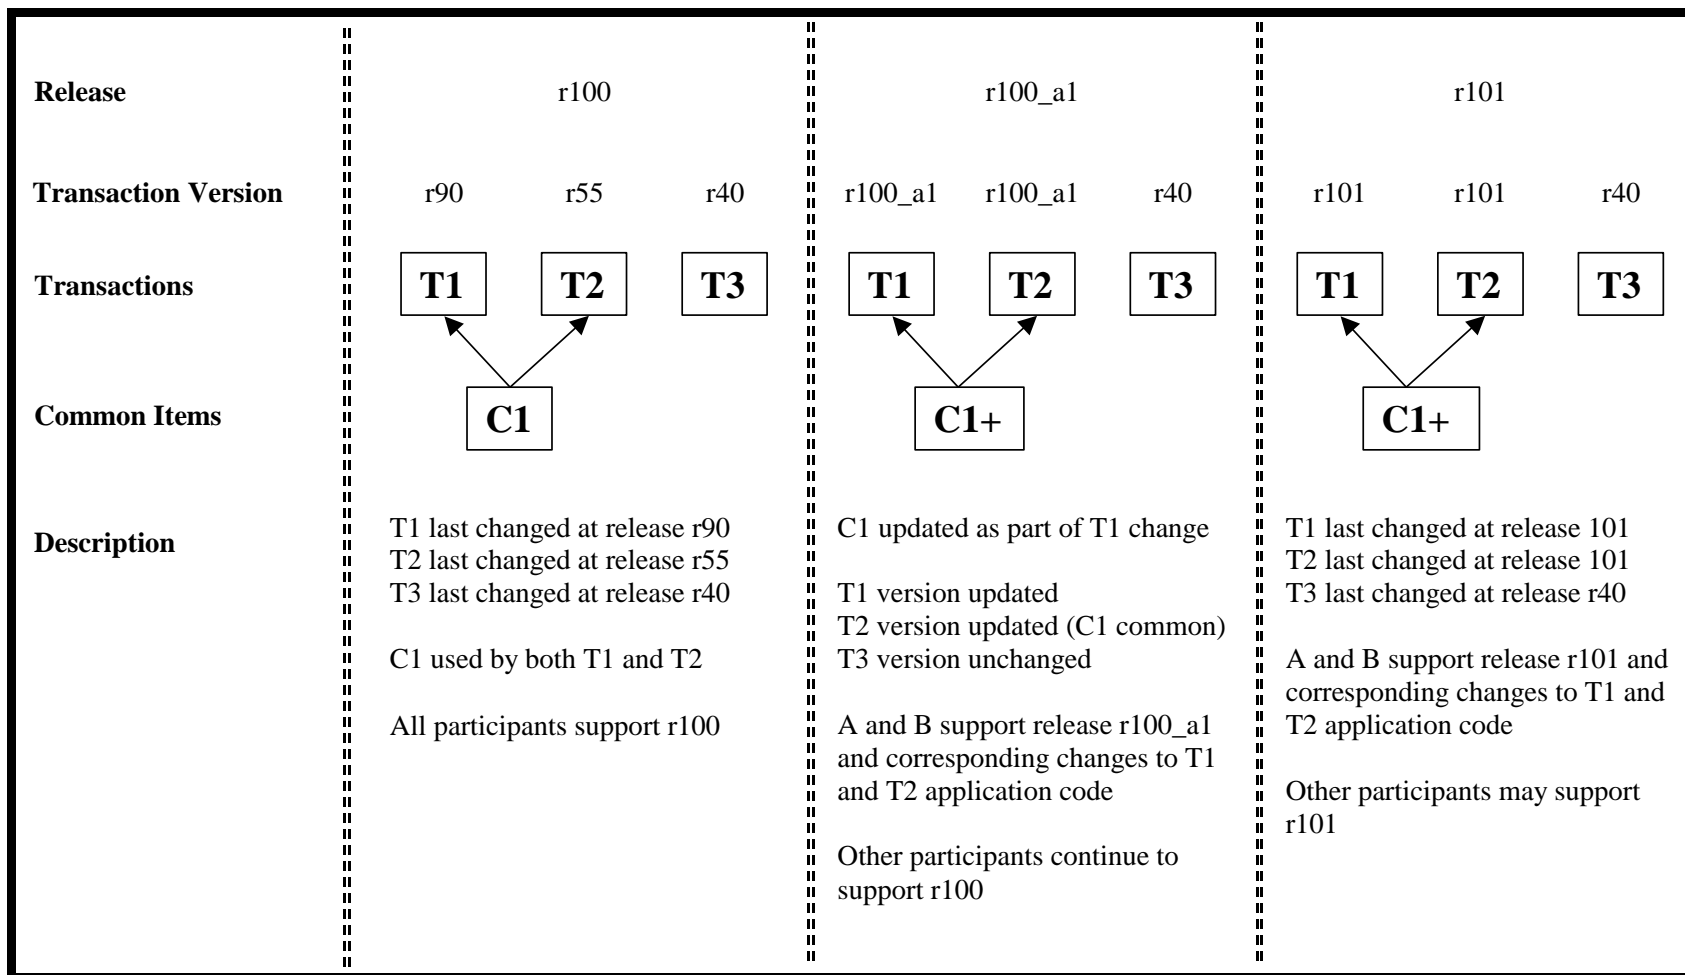 Release
r100
r100_a1
r101
Transaction Version
r90 r55 r40
r100_a1 r100_a1 r40
r101 r101 r40
Transactions
T1 T2 T3
T1 T2 T3
T1 T2 T3
Common Items
C1
C1+
C1+
Description
T1 last changed at release r90
T2 last changed at release r55
T3 last changed at release r40
C1 used by both T1 and T2
All participants support r100
C1 updated as part of T1 change
T1 version updated
T2 version updated (C1 common)
T3 version unchanged
A and B support release r100_a1
and corresponding changes to T1
and T2 application code
Other participants continue to
support r100
T1 last changed at release 101
T2 last changed at release 101
T3 last changed at release r40
A and B support release r101 and
corresponding changes to T1 and
T2 application code
Other participants may support
r101